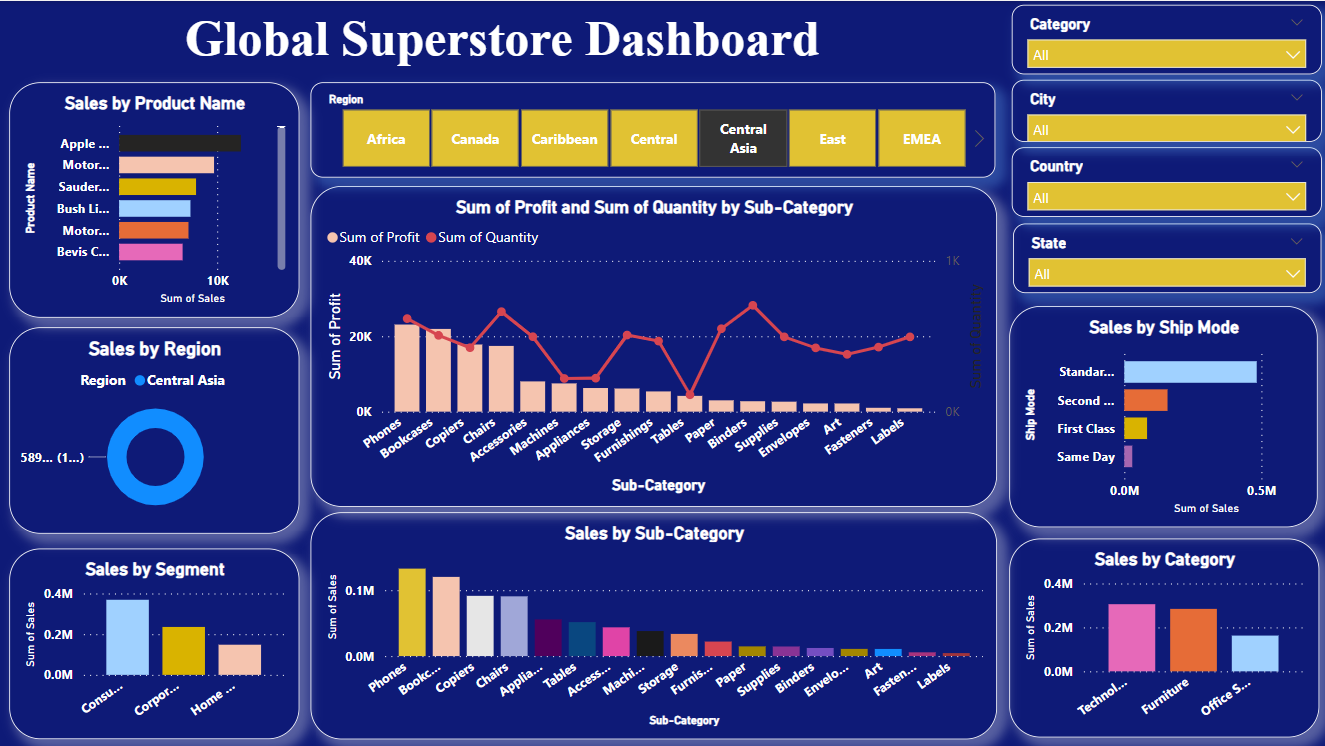 Global Superstore Dashboard
Category
All
City
All
Country
All
State
All
Region
Africa
Canada
Caribbean
Central
Central
Asia
East
EMEA
Sales by Product Name
Product Name
Apple ...
Motor...
Sauder...
Bush Li...
Motor...
Bevis C...
0K
10K
Sum of Sales
Sum of Profit and Sum of Quantity by Sub-Category
Sum of Profit
Sum of Quantity
40K
20K
0K
1K
0K
Sum of Profit
Sum of Quantity
Phones
Bookcases
Copiers
Chairs
Accessories
Machines
Appliances
Storage
Furnishings
Tables
Paper
Binders
Supplies
Envelopes
Art
Fasteners
Labels
Sub-Category
Sales by Region
Region Central Asia
589... (1...)
Sales by Ship Mode
Ship Mode
Standar...
Second ...
First Class
Same Day
0.0M
0.5M
Sum of Sales
Sales by Segment
Sum of Sales
0.4M
0.2M
0.0M
Consu...
Corpor...
Home ...
Sales by Sub-Category
Sum of Sales
0.1M
0.0M
Phones
Bookc...
Copiers
Chairs
Applia...
Tables
Access...
Machi...
Storage
Furnis...
Paper
Supplies
Binders
Envelo...
Art
Fasten...
Labels
Sub-Category
Sales by Category
Sum of Sales
0.4M
0.2M
0.0M
Technol...
Furniture
Office S...